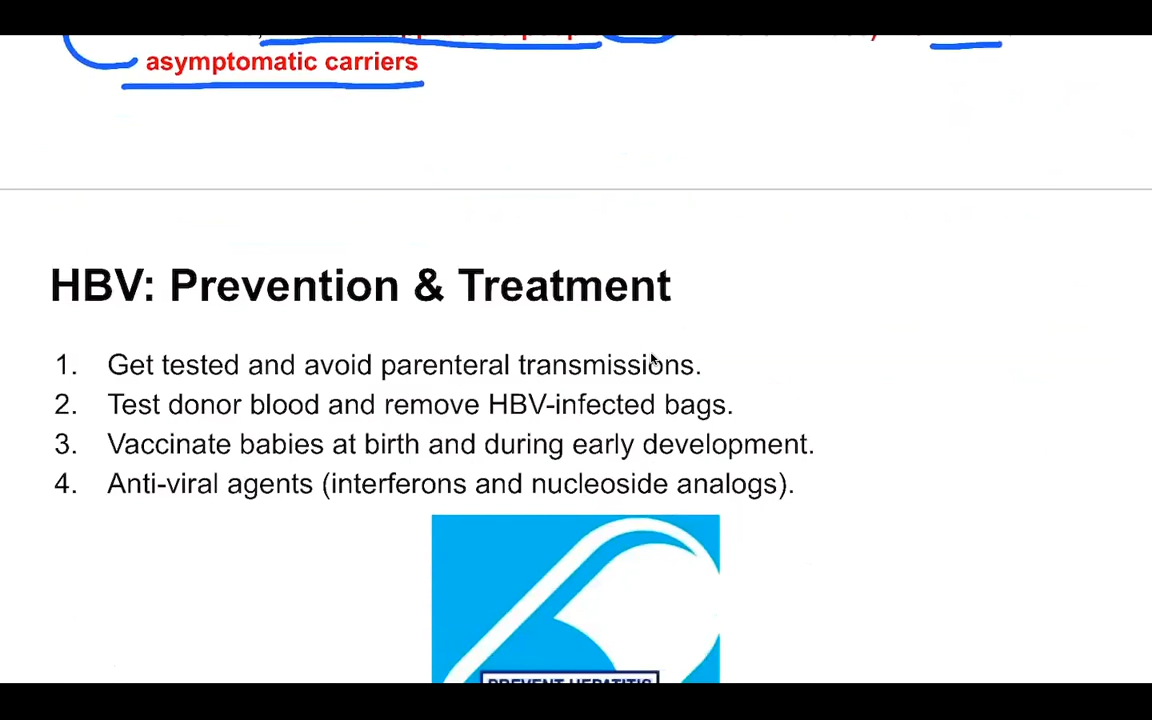 asymptomatic carriers
HBV: Prevention & Treatment
1. Get tested and avoid parenteral transmissions.
2. Test donor blood and remove HBV-infected bags.
3. Vaccinate babies at birth and during early development.
4. Anti-viral agents (interferons and nucleoside analogs).
PREVENT HEPATITIS